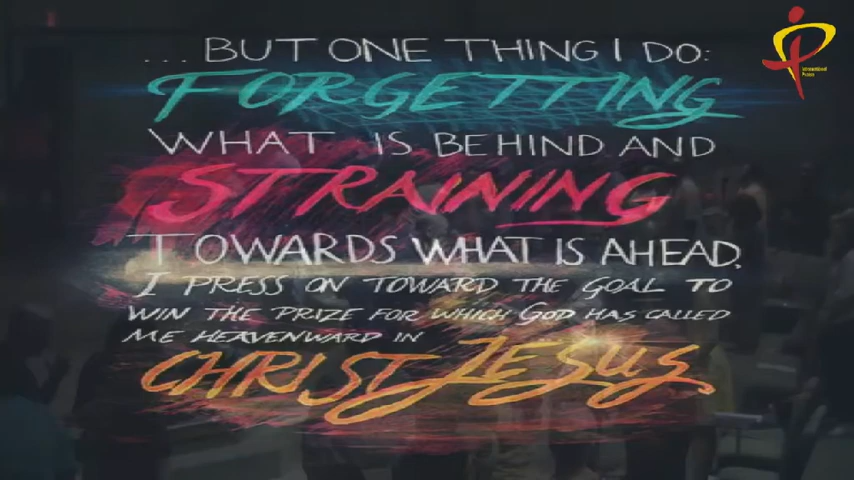 ...BUT ONE THING I DO:
FORGETTING
WHAT IS BEHIND AND
STRAINING
TOWARDS WHAT IS AHEAD,
I PRESS ON TOWARD THE GOAL TO
WIN THE PRIZE FOR WHICH GOD HAS CALLED
ME HEAVENWARD IN
CHRIST JESUS.
International